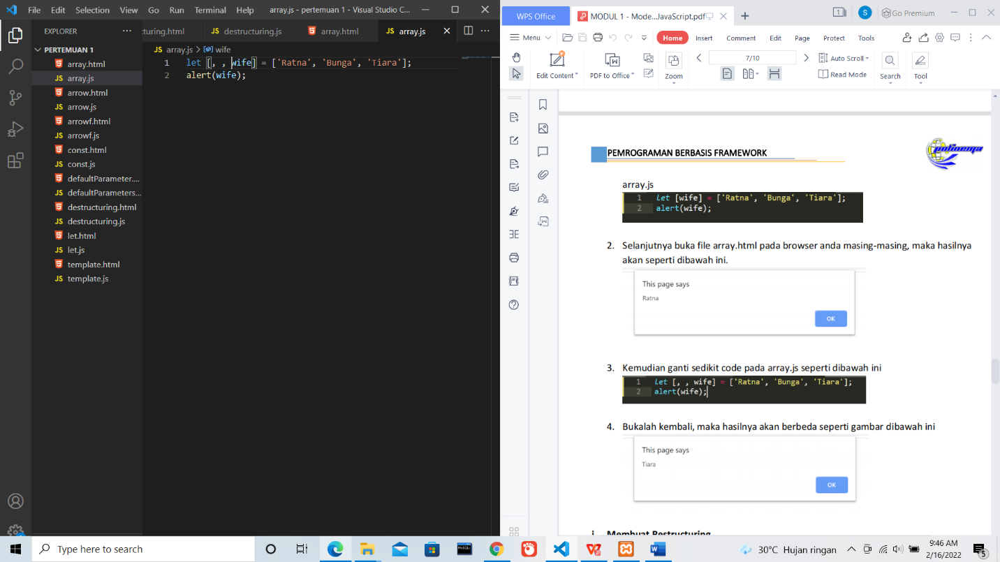 File Edit Selection View Go Run Terminal Help array.js - pertemuan 1 - Visual Studio C...
EXPLORER
PERTEMUAN 1
array.html
array.js
arrow.html
arrow.js
arrowf.html
arrowf.js
const.html
const.js
defaultParameter....
defaultParameters...
destructuring.html
destructuring.js
let.html
let.js
template.html
template.js
turing.html JS destructuring.js array.html JS array.js
JS array.js > wife
1 let [, , wife] = ['Ratna', 'Bunga', 'Tiara'];
2 alert(wife);
WPS Office MODUL 1 - Mode...JavaScript.pdf 1 S Go Premium
Menu Home Insert Comment Edit Page Protect Tools
Edit Content PDF to Office Zoom 7/10 Auto Scroll Read Mode Search Tool
PEMROGRAMAN BERBASIS FRAMEWORK
polinema
array.js
1 let [wife] = ['Ratna', 'Bunga', 'Tiara'];
2 alert(wife);
2. Selanjutnya buka file array.html pada browser anda masing-masing, maka hasilnya
akan seperti dibawah ini.
This page says
Ratna
OK
3. Kemudian ganti sedikit code pada array.js seperti dibawah ini
1 let [, , wife] = ['Ratna', 'Bunga', 'Tiara'];
2 alert(wife);
4. Bukalah kembali, maka hasilnya akan berbeda seperti gambar dibawah ini
This page says
Tiara
OK
i. Membuat Restructuring
Type here to search
MySQL
30°C Hujan ringan
9:46 AM
2/16/2022
5